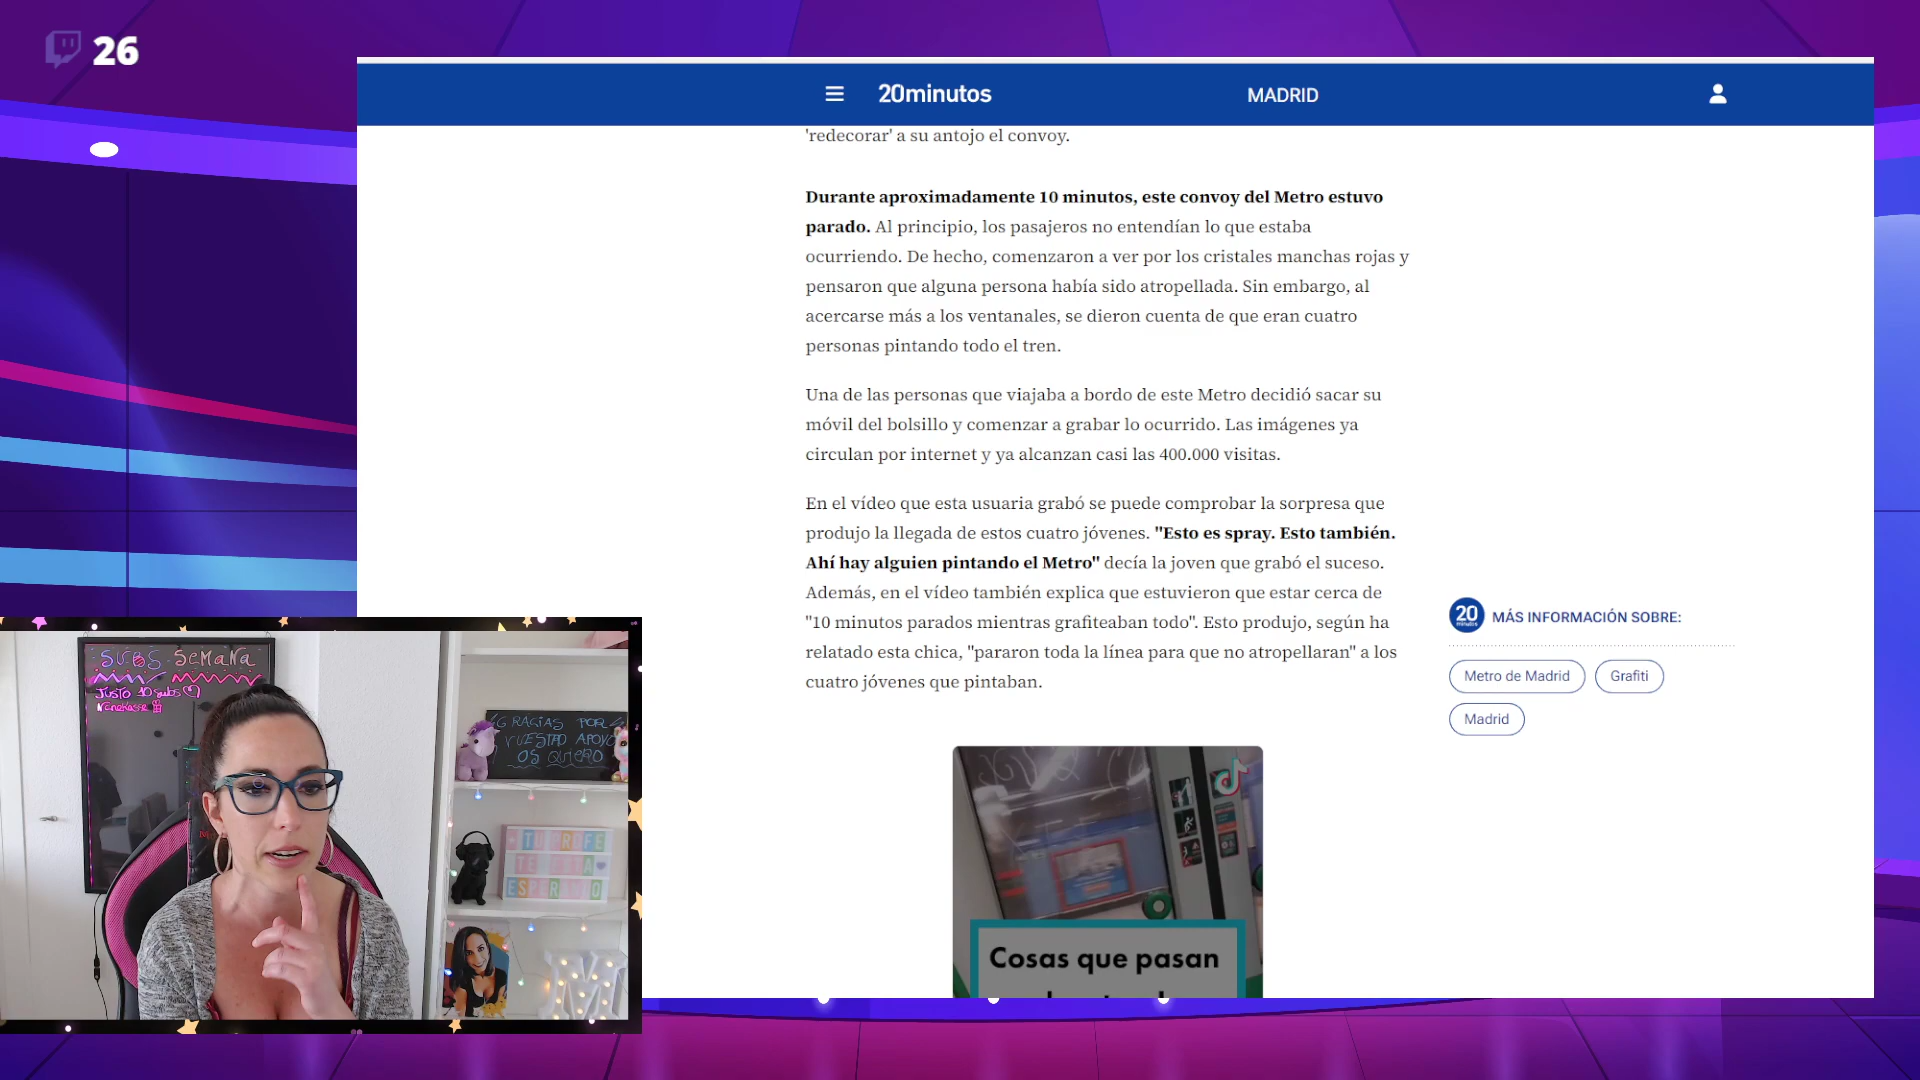 26
20minutos
MADRID
'redecorar' a su antojo el convoy.
Durante aproximadamente 10 minutos, este convoy del Metro estuvo
parado. Al principio, los pasajeros no entendían lo que estaba
ocurriendo. De hecho, comenzaron a ver por los cristales manchas rojas y
pensaron que alguna persona había sido atropellada. Sin embargo, al
acercarse más a los ventanales, se dieron cuenta de que eran cuatro
personas pintando todo el tren.
Una de las personas que viajaba a bordo de este Metro decidió sacar su
móvil del bolsillo y comenzar a grabar lo ocurrido. Las imágenes ya
circulan por internet y ya alcanzan casi las 400.000 visitas.
En el vídeo que esta usuaria grabó se puede comprobar la sorpresa que
produjo la llegada de estos cuatro jóvenes. "Esto es spray. Esto también.
Ahí hay alguien pintando el Metro" decía la joven que grabó el suceso.
Además, en el vídeo también explica que estuvieron que estar cerca de
"10 minutos parados mientras grafiteaban todo". Esto produjo, según ha
relatado esta chica, "pararon toda la línea para que no atropellaran" a los
cuatro jóvenes que pintaban.
20
minutos
MÁS INFORMACIÓN SOBRE:
Metro de Madrid
Grafiti
Madrid
Cosas que pasan
SUBS SEMANA
JUSTO 10 subs
GRACIAS POR
VUESTRO APOYO
OS QUIERO
TU PROFE
TE
ESPERANDO
M